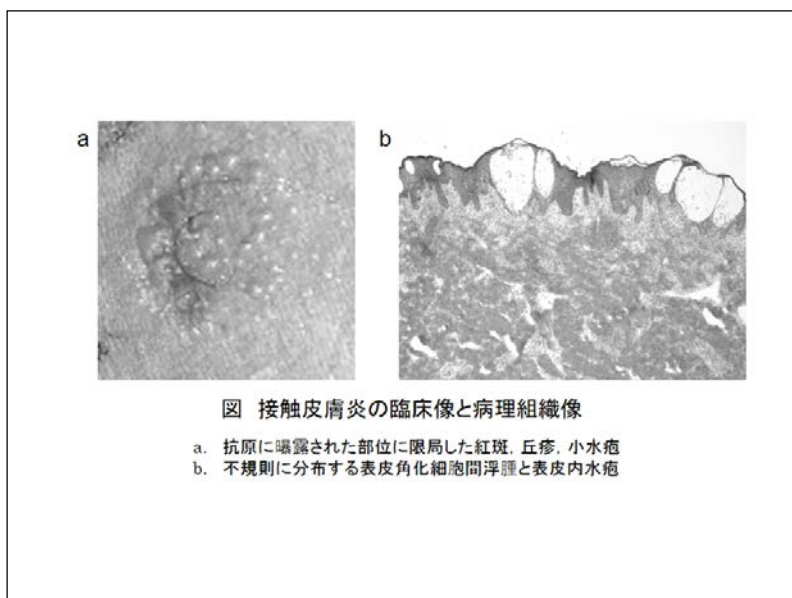 a
b
図 接触皮膚炎の臨床像と病理組織像
a. 抗原に曝露された部位に限局した紅斑, 丘疹, 小水疱
b. 不規則に分布する表皮角化細胞間浮腫と表皮内水疱